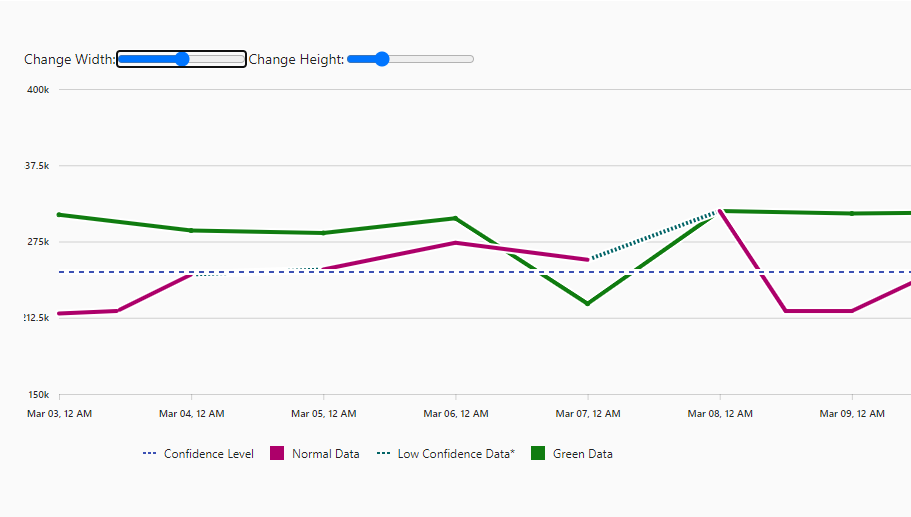 Change Width: Change Height:
400k
37.5k
275k
12.5k
150k
Mar 03, 12 AM Mar 04, 12 AM Mar 05, 12 AM Mar 06, 12 AM Mar 07, 12 AM Mar 08, 12 AM Mar 09, 12 AM
Confidence Level Normal Data Low Confidence Data* Green Data